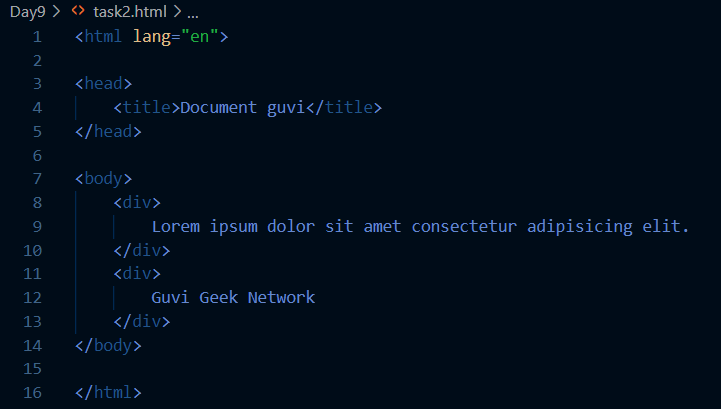 Day9 > <> task2.html > ...
1 <html lang="en">
2
3 <head>
4     <title>Document guvi</title>
5 </head>
6
7 <body>
8     <div>
9         Lorem ipsum dolor sit amet consectetur adipisicing elit.
10     </div>
11     <div>
12         Guvi Geek Network
13     </div>
14 </body>
15
16 </html>